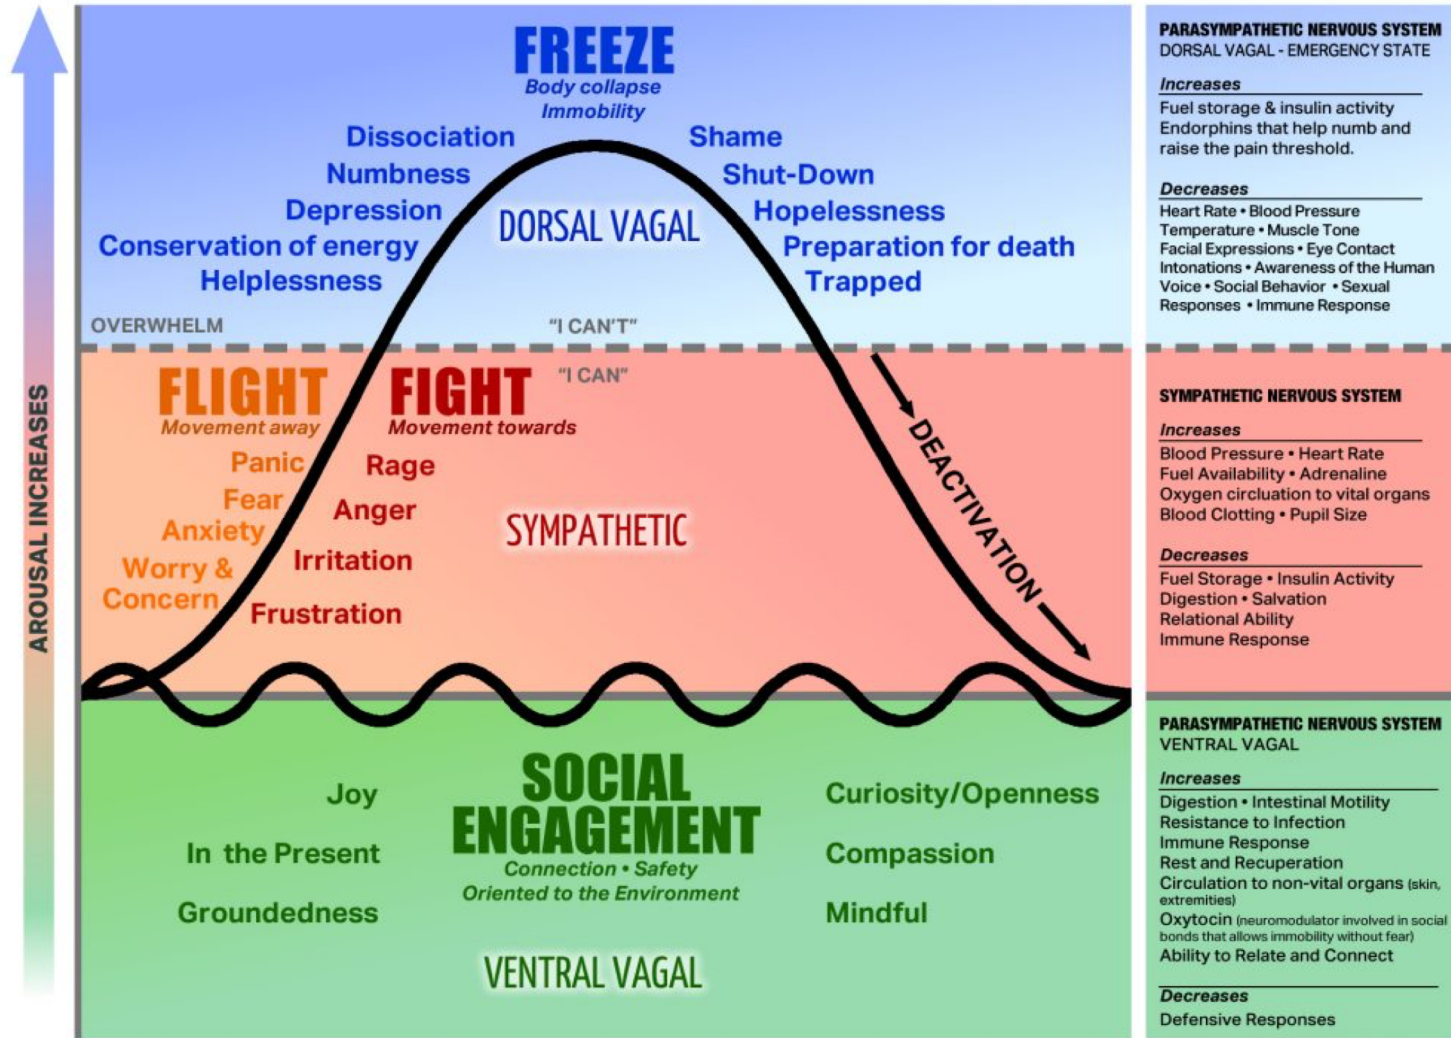 AROUSAL INCREASES
FREEZE
Body collapse
Immobility
Dissociation
Numbness
Depression
Conservation of energy
Helplessness
Shame
Shut-Down
Hopelessness
Preparation for death
Trapped
DORSAL VAGAL
OVERWHELM
"I CAN'T"
"I CAN"
FLIGHT
Movement away
Panic
Fear
Anxiety
Worry &
Concern
FIGHT
Movement towards
Rage
Anger
Irritation
Frustration
SYMPATHETIC
DEACTIVATION
SOCIAL
ENGAGEMENT
Connection • Safety
Oriented to the Environment
Joy
In the Present
Groundedness
Curiosity/Openness
Compassion
Mindful
VENTRAL VAGAL
PARASYMPATHETIC NERVOUS SYSTEM
DORSAL VAGAL - EMERGENCY STATE
Increases
Fuel storage & insulin activity
Endorphins that help numb and
raise the pain threshold.
Decreases
Heart Rate • Blood Pressure
Temperature • Muscle Tone
Facial Expressions • Eye Contact
Intonations • Awareness of the Human
Voice • Social Behavior • Sexual
Responses • Immune Response
SYMPATHETIC NERVOUS SYSTEM
Increases
Blood Pressure • Heart Rate
Fuel Availability • Adrenaline
Oxygen circluation to vital organs
Blood Clotting • Pupil Size
Decreases
Fuel Storage • Insulin Activity
Digestion • Salvation
Relational Ability
Immune Response
PARASYMPATHETIC NERVOUS SYSTEM
VENTRAL VAGAL
Increases
Digestion • Intestinal Motility
Resistance to Infection
Immune Response
Rest and Recuperation
Circulation to non-vital organs (skin,
extremities)
Oxytocin (neuromodulator involved in social
bonds that allows immobility without fear)
Ability to Relate and Connect
Decreases
Defensive Responses